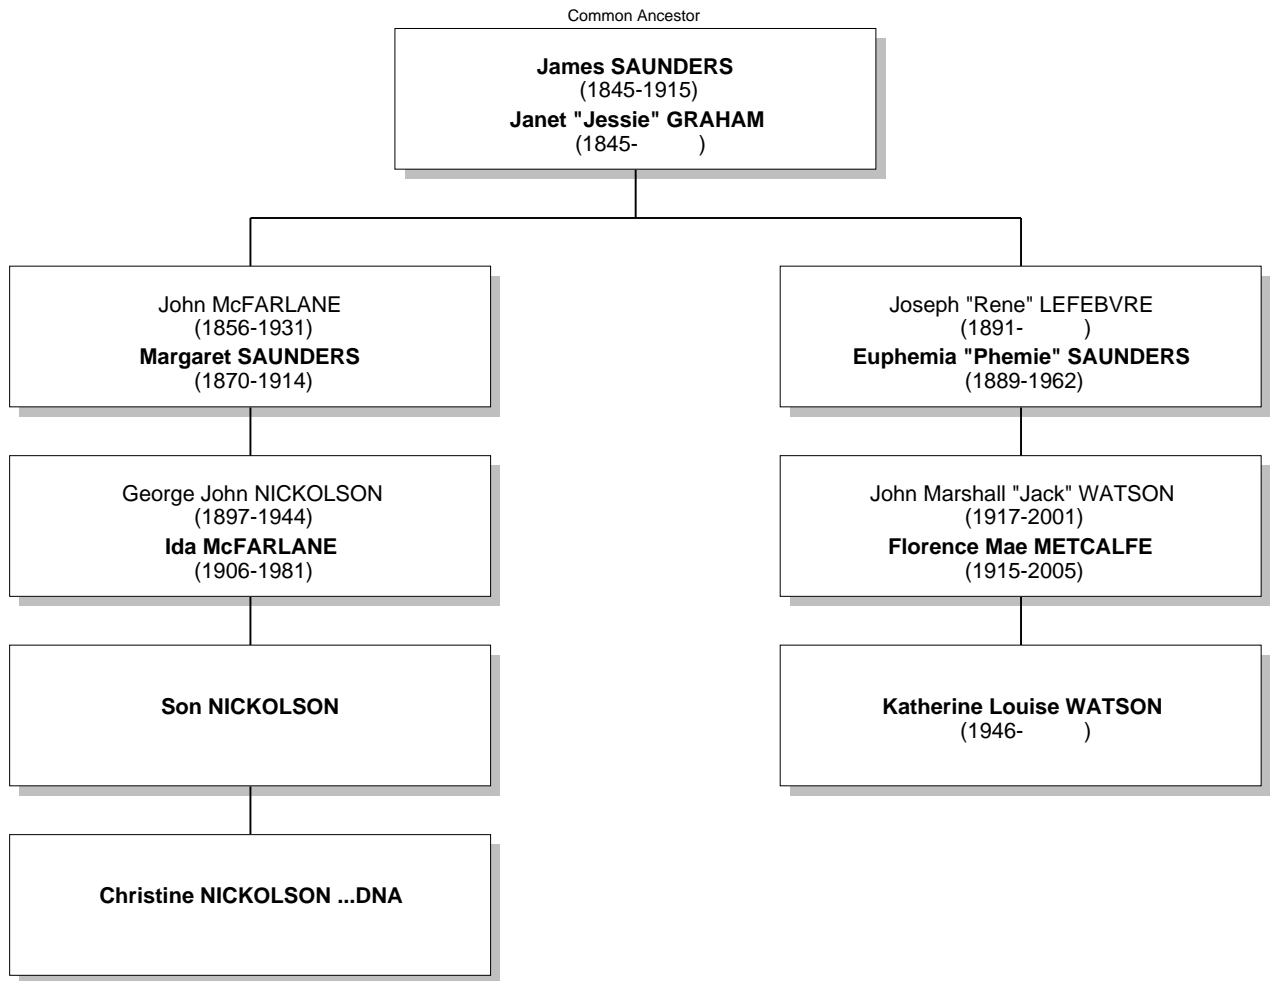 Common Ancestor
James SAUNDERS
(1845-1915)
Janet "Jessie" GRAHAM
(1845- )
John McFARLANE
(1856-1931)
Margaret SAUNDERS
(1870-1914)
Joseph "Rene" LEFEBVRE
(1891- )
Euphemia "Phemie" SAUNDERS
(1889-1962)
George John NICKOLSON
(1897-1944)
Ida McFARLANE
(1906-1981)
John Marshall "Jack" WATSON
(1917-2001)
Florence Mae METCALFE
(1915-2005)
Son NICKOLSON
Katherine Louise WATSON
(1946- )
Christine NICKOLSON ...DNA